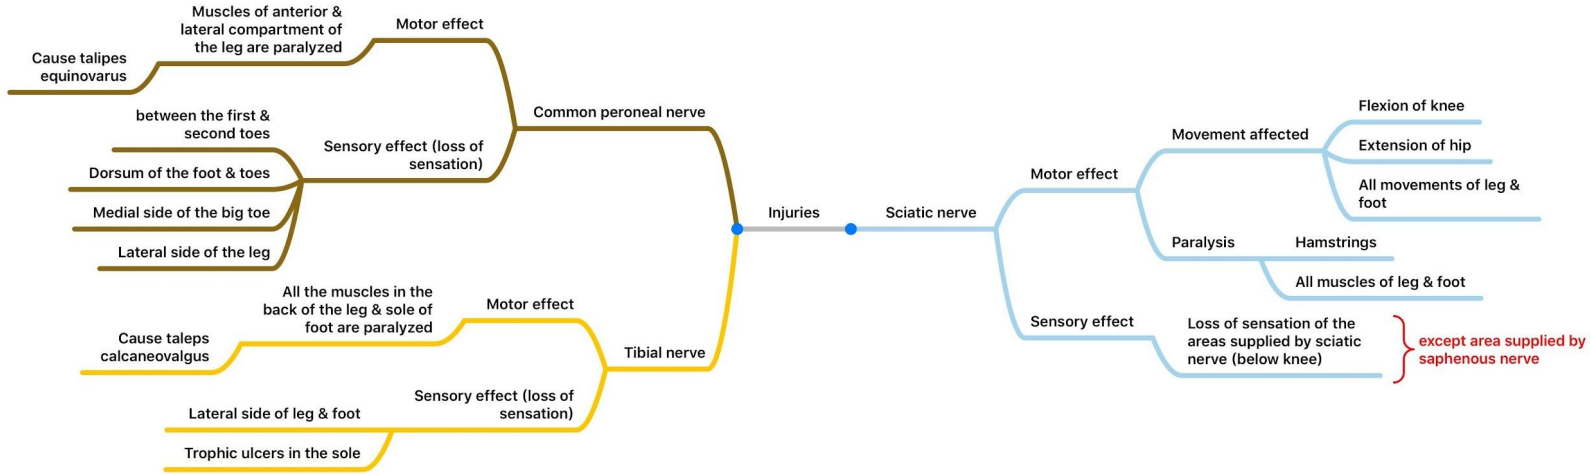 Muscles of anterior &
lateral compartment of
the leg are paralyzed
Motor effect
Cause talipes
equinovarus
between the first &
second toes
Dorsum of the foot & toes
Medial side of the big toe
Lateral side of the leg
Sensory effect (loss of
sensation)
Common peroneal nerve
All the muscles in the
back of the leg & sole of
foot are paralyzed
Motor effect
Cause taleps
calcaneovalgus
Tibial nerve
Sensory effect (loss of
sensation)
Lateral side of leg & foot
Trophic ulcers in the sole
Injuries
Sciatic nerve
Motor effect
Movement affected
Flexion of knee
Extension of hip
All movements of leg &
foot
Paralysis
Hamstrings
All muscles of leg & foot
Sensory effect
Loss of sensation of the
areas supplied by sciatic
nerve (below knee)
except area supplied by
saphenous nerve